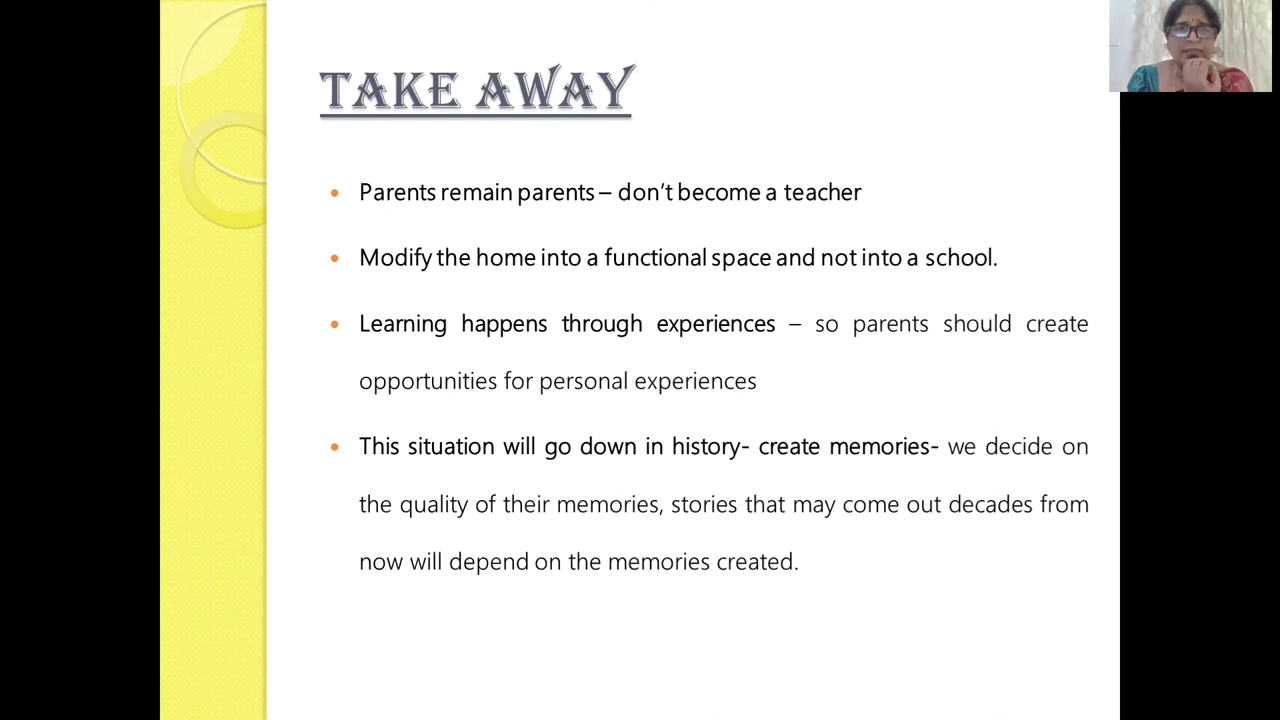 TAKE AWAY
Parents remain parents – don’t become a teacher
Modify the home into a functional space and not into a school.
Learning happens through experiences – so parents should create
opportunities for personal experiences
This situation will go down in history- create memories- we decide on
the quality of their memories, stories that may come out decades from
now will depend on the memories created.